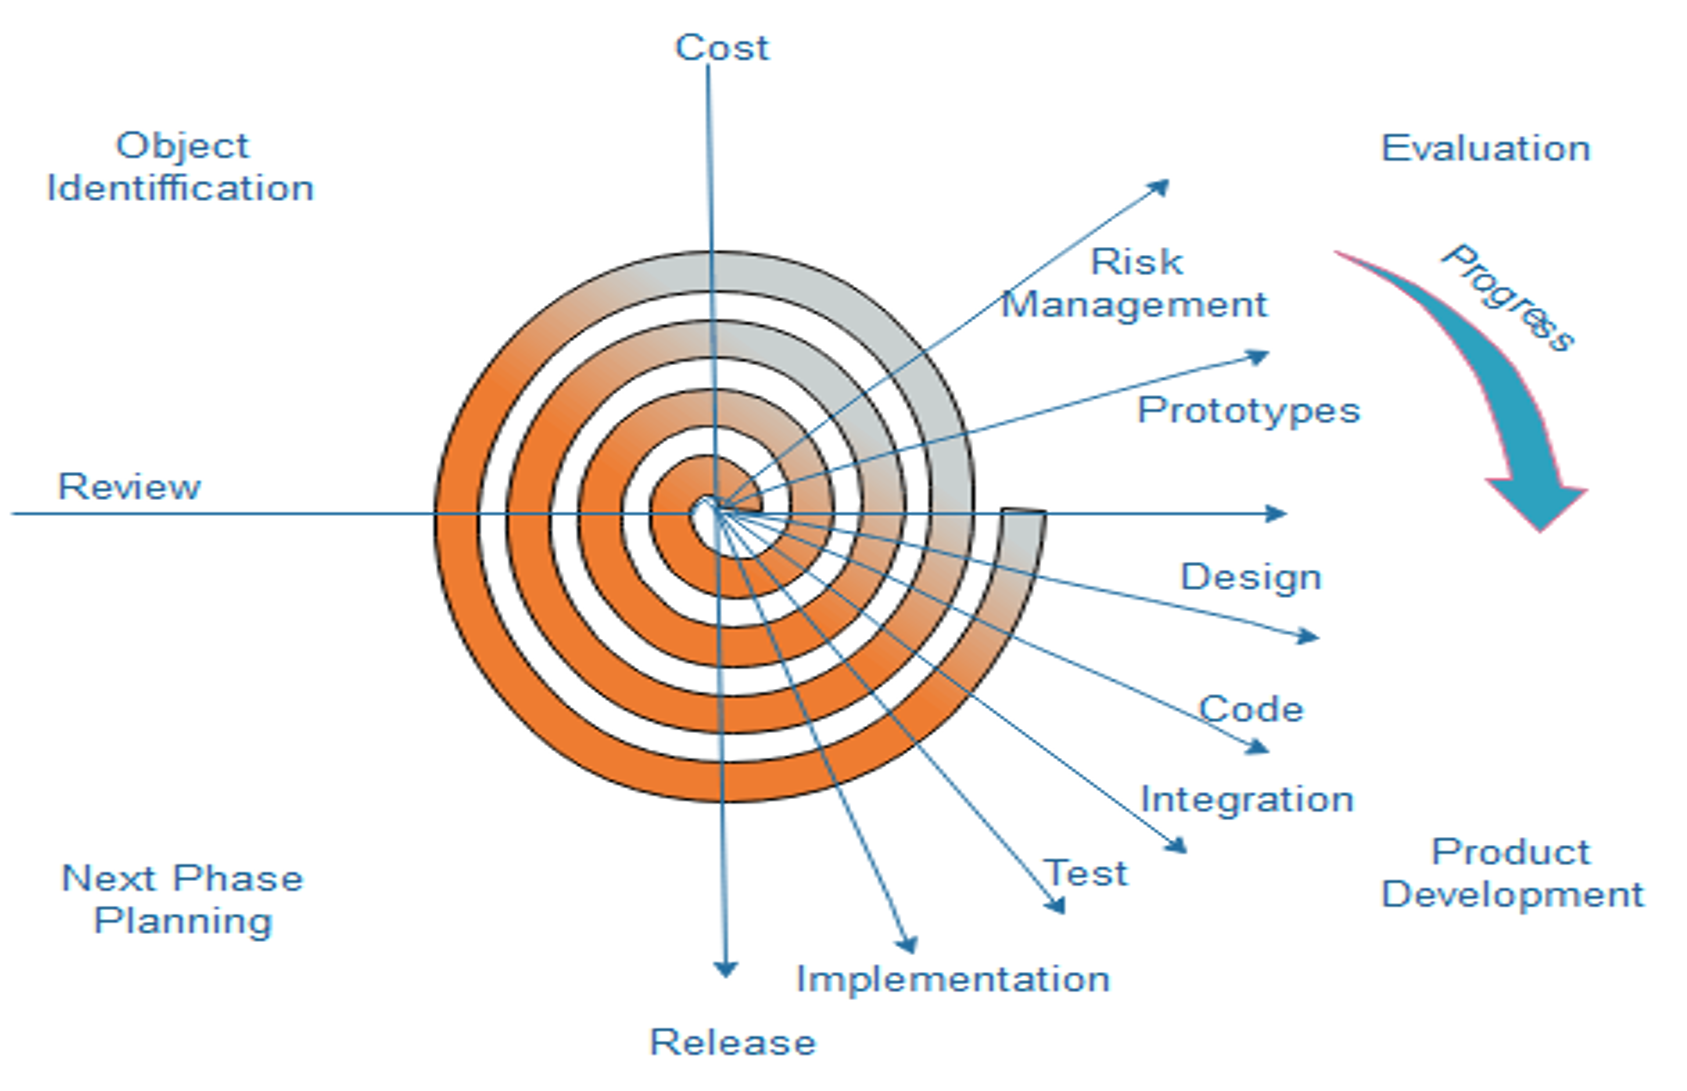 Cost
Object
Identiffication
Evaluation
Progress
Risk
Management
Prototypes
Review
Design
Code
Integration
Test
Product
Development
Next Phase
Planning
Implementation
Release